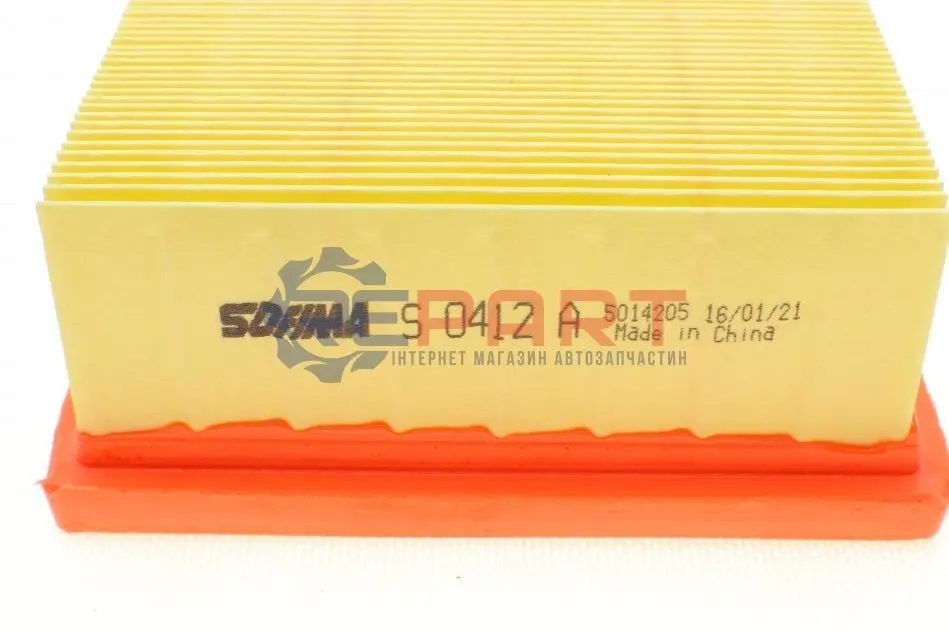 SOFIMA S 0412 A 5014205 16/01/21
Made in China
REPART
ІНТЕРНЕТ МАГАЗИН АВТОЗАПЧАСТИН